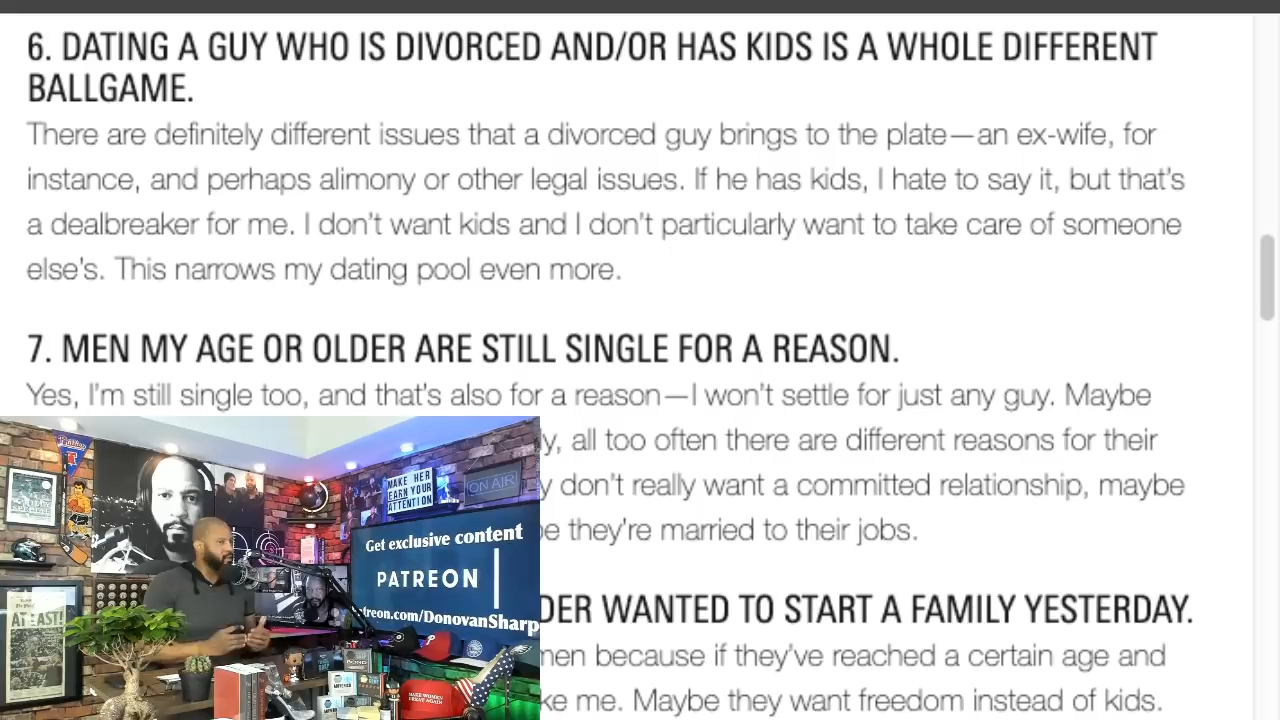 6. DATING A GUY WHO IS DIVORCED AND/OR HAS KIDS IS A WHOLE DIFFERENT
BALLGAME.
There are definitely different issues that a divorced guy brings to the plate—an ex-wife, for
instance, and perhaps alimony or other legal issues. If he has kids, I hate to say it, but that's
a dealbreaker for me. I don't want kids and I don't particularly want to take care of someone
else's. This narrows my dating pool even more.
7. MEN MY AGE OR OLDER ARE STILL SINGLE FOR A REASON.
Yes, I'm still single too, and that's also for a reason—I won't settle for just any guy. Maybe
y, all too often there are different reasons for their
y don't really want a committed relationship, maybe
be they're married to their jobs.
DER WANTED TO START A FAMILY YESTERDAY.
men because if they've reached a certain age and
ke me. Maybe they want freedom instead of kids.
MAKE HER
EARN YOUR
ATTENTION
ON AIR
Get exclusive content
PATREON
treon.com/DonovanSharp
AT LAST!
MAKE WOMEN
GREAT AGAIN